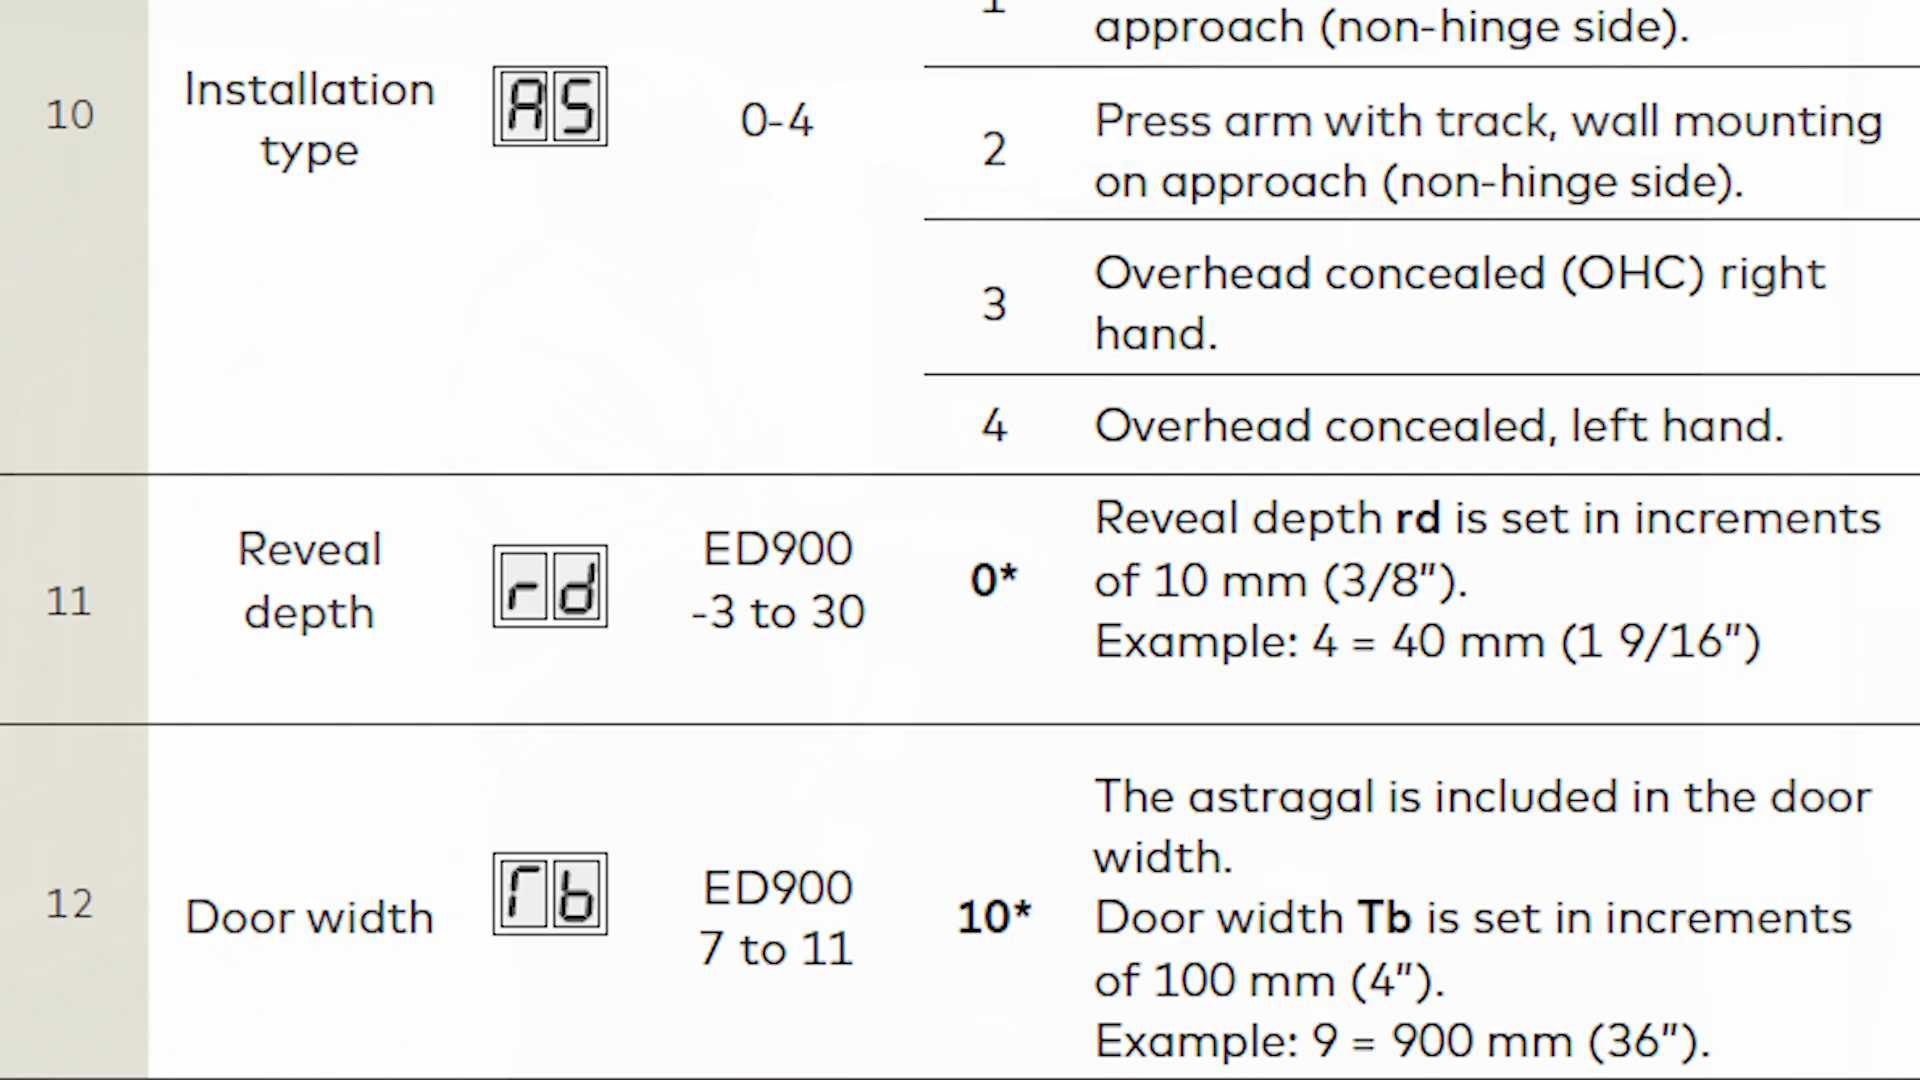 1
approach (non-hinge side).
10
Installation
type
AS
0-4
2
Press arm with track, wall mounting
on approach (non-hinge side).
3
Overhead concealed (OHC) right
hand.
4
Overhead concealed, left hand.
11
Reveal
depth
rd
ED900
-3 to 30
0*
Reveal depth rd is set in increments
of 10 mm (3/8″).
Example: 4 = 40 mm (1 9/16″)
12
Door width
Tb
ED900
7 to 11
10*
The astragal is included in the door
width.
Door width Tb is set in increments
of 100 mm (4″).
Example: 9 = 900 mm (36″).